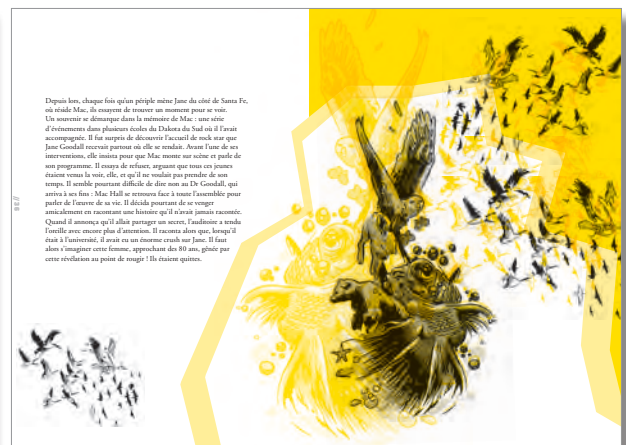 Depuis lors, chaque fois qu'un périple mène Jane du côté de Santa Fe,
où réside Mac, ils essayent de trouver un moment pour se voir.
Un souvenir se démarque dans la mémoire de Mac : une série
d'événements dans plusieurs écoles du Dakota du Sud où il l'avait
accompagnée. Il fut surpris de découvrir l'accueil de rock star que
Jane Goodall recevait partout où elle se rendait. Avant l'une de ses
interventions, elle insista pour que Mac monte sur scène et parle de
son programme. Il essaya de refuser, arguant que tous ces jeunes
étaient venus la voir, elle, et qu'il ne voulait pas prendre de son
temps. Il semble pourtant difficile de dire non au Dr Goodall, qui
arriva à ses fins : Mac Hall se retrouva face à toute l'assemblée pour
parler de l'œuvre de sa vie. Il décida pourtant de se venger
amicalement en racontant une histoire qu'il n'avait jamais racontée.
Quand il annonça qu'il allait partager un secret, l'auditoire a tendu
l'oreille avec encore plus d'attention. Il raconta alors que, lorsqu'il
était à l'université, il avait eu un énorme crush sur Jane. Il faut
alors s'imaginer cette femme, approchant des 80 ans, gênée par
cette révélation au point de rougir ! Ils étaient quittes.